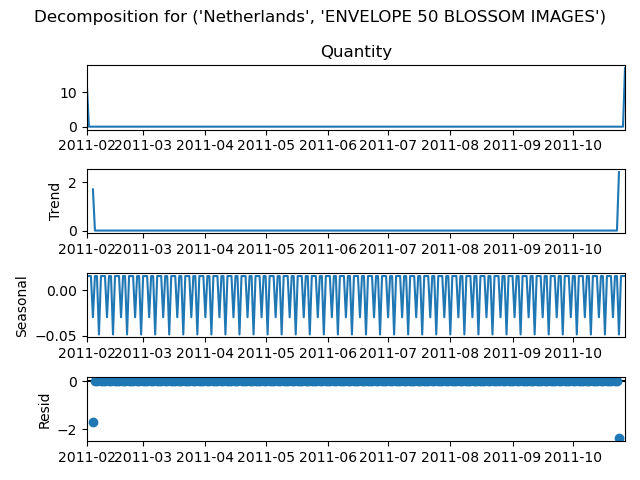 Decomposition for ('Netherlands', 'ENVELOPE 50 BLOSSOM IMAGES')
Quantity
10
0
2011-02 2011-03 2011-04 2011-05 2011-06 2011-07 2011-08 2011-09 2011-10
Trend
2
0
2011-02 2011-03 2011-04 2011-05 2011-06 2011-07 2011-08 2011-09 2011-10
Seasonal
0.00
−0.05
2011-02 2011-03 2011-04 2011-05 2011-06 2011-07 2011-08 2011-09 2011-10
Resid
0
−2
2011-02 2011-03 2011-04 2011-05 2011-06 2011-07 2011-08 2011-09 2011-10